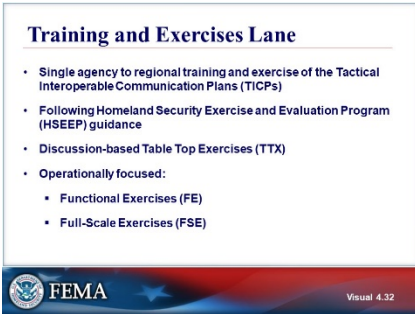 Training and Exercises Lane
• Single agency to regional training and exercise of the Tactical
Interoperable Communication Plans (TICPs)
• Following Homeland Security Exercise and Evaluation Program
(HSEEP) guidance
• Discussion-based Table Top Exercises (TTX)
• Operationally focused:
▪ Functional Exercises (FE)
▪ Full-Scale Exercises (FSE)
FEMA
Visual 4.32